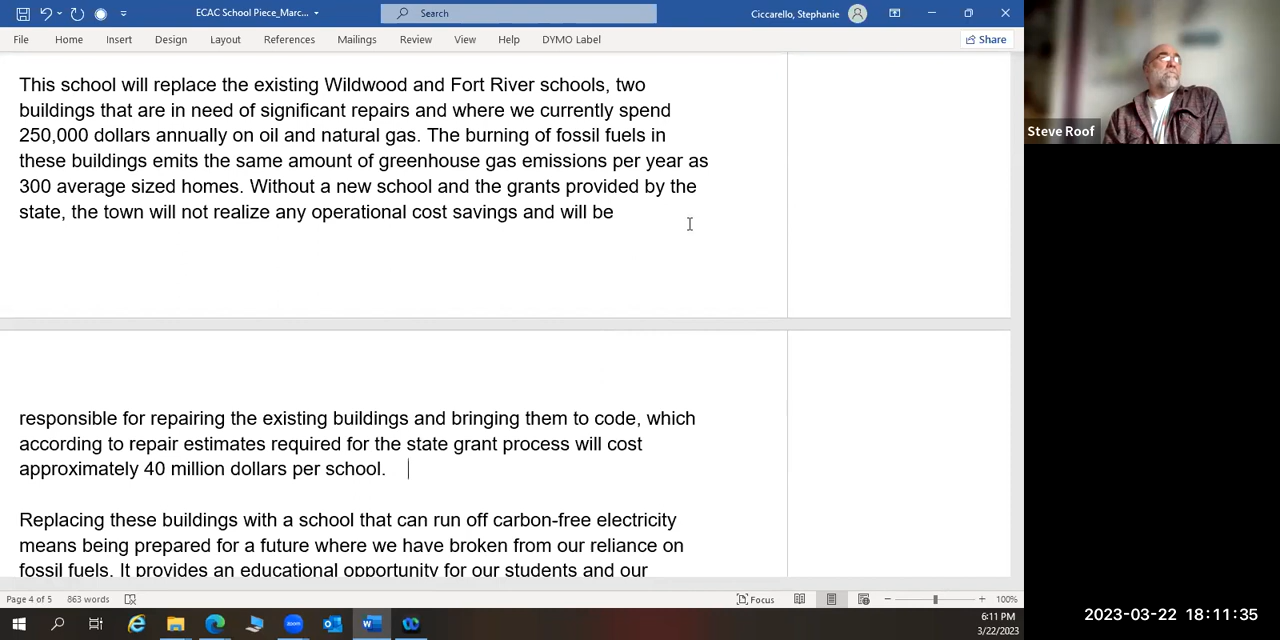 ECAC School Piece_Marc...
Search
Ciccarello, Stephanie
File Home Insert Design Layout References Mailings Review View Help DYMO Label
Share
This school will replace the existing Wildwood and Fort River schools, two
buildings that are in need of significant repairs and where we currently spend
250,000 dollars annually on oil and natural gas. The burning of fossil fuels in
these buildings emits the same amount of greenhouse gas emissions per year as
300 average sized homes. Without a new school and the grants provided by the
state, the town will not realize any operational cost savings and will be
responsible for repairing the existing buildings and bringing them to code, which
according to repair estimates required for the state grant process will cost
approximately 40 million dollars per school.
Replacing these buildings with a school that can run off carbon-free electricity
means being prepared for a future where we have broken from our reliance on
fossil fuels. It provides an educational opportunity for our students and our
Page 4 of 5 863 words
Focus
100%
6:11 PM
3/22/2023
Steve Roof
2023-03-22 18:11:35